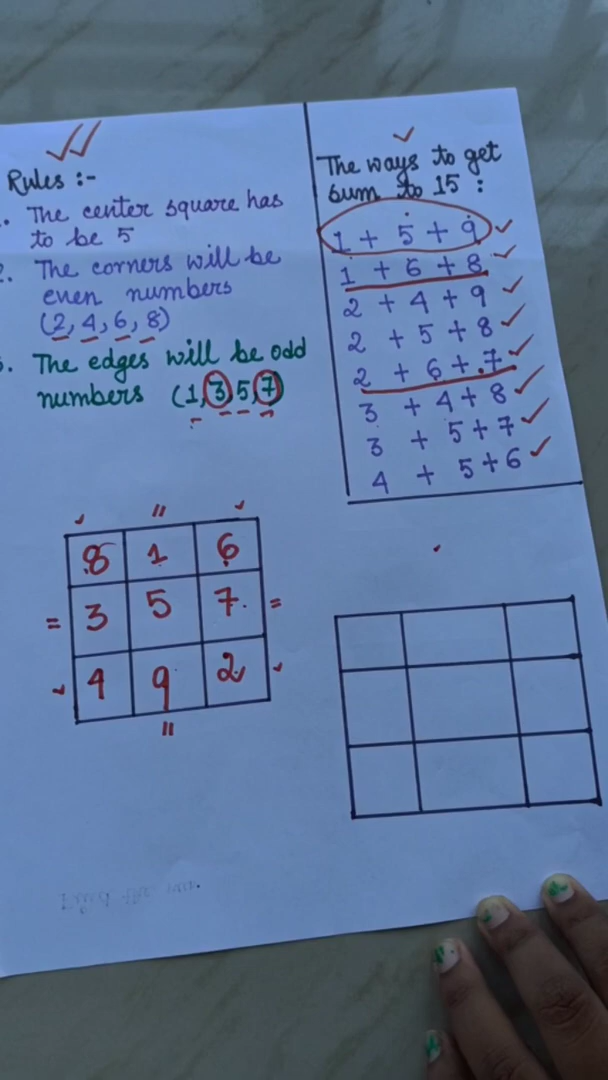 Rules :-
. The center square has
to be 5
2. The corners will be
even numbers
(2, 4, 6, 8)
. The edges will be odd
numbers (1, 3, 5, 7)
The ways to get
sum to 15 :
1 + 5 + 9
1 + 6 + 8
2 + 4 + 9
2 + 5 + 8
2 + 6 + 7
3 + 4 + 8
3 + 5 + 7
4 + 5 + 6
8 1 6
3 5 7
4 9 2